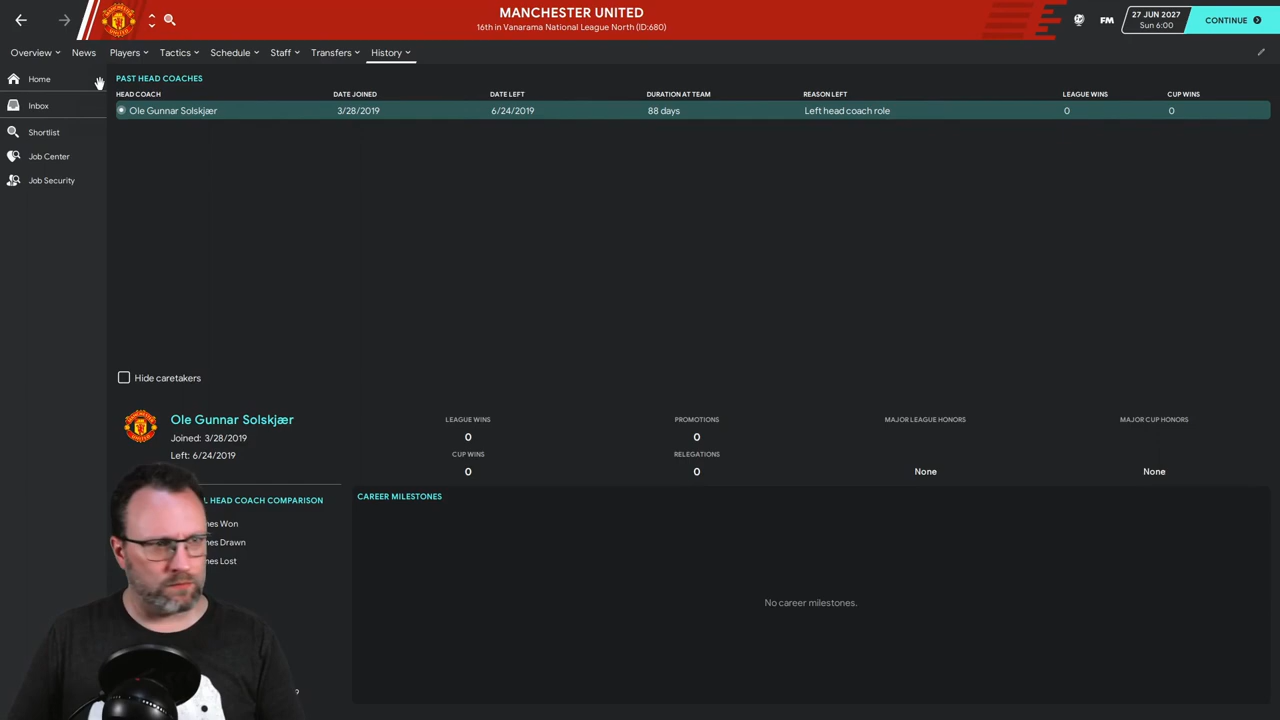 MANCHESTER UNITED
16th in Vanarama National League North (ID:680)
FM
27 JUN 2027
Sun 6:00
CONTINUE
Overview
News
Players
Tactics
Schedule
Staff
Transfers
History
Home
Inbox
Shortlist
Job Center
Job Security
PAST HEAD COACHES
HEAD COACH DATE JOINED DATE LEFT DURATION AT TEAM REASON LEFT LEAGUE WINS CUP WINS
Ole Gunnar Solskjær 3/28/2019 6/24/2019 88 days Left head coach role 0 0
Hide caretakers
Ole Gunnar Solskjær
Joined: 3/28/2019
Left: 6/24/2019
LEAGUE WINS PROMOTIONS MAJOR LEAGUE HONORS MAJOR CUP HONORS
0 0
CUP WINS RELEGATIONS
0 0 None None
HEAD COACH COMPARISON
Won
Drawn
Lost
CAREER MILESTONES
No career milestones.